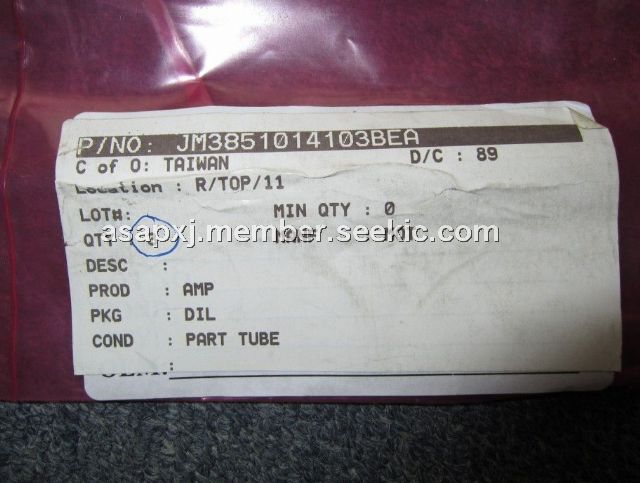 P/NO: JM3851014103BEA
C of O: TAIWAN D/C : 89
Location : R/TOP/11
LOT#: MIN QTY : 0
QTY
asapxj.member.seekic.com
DESC :
PROD : AMP
PKG : DIL
COND : PART TUBE